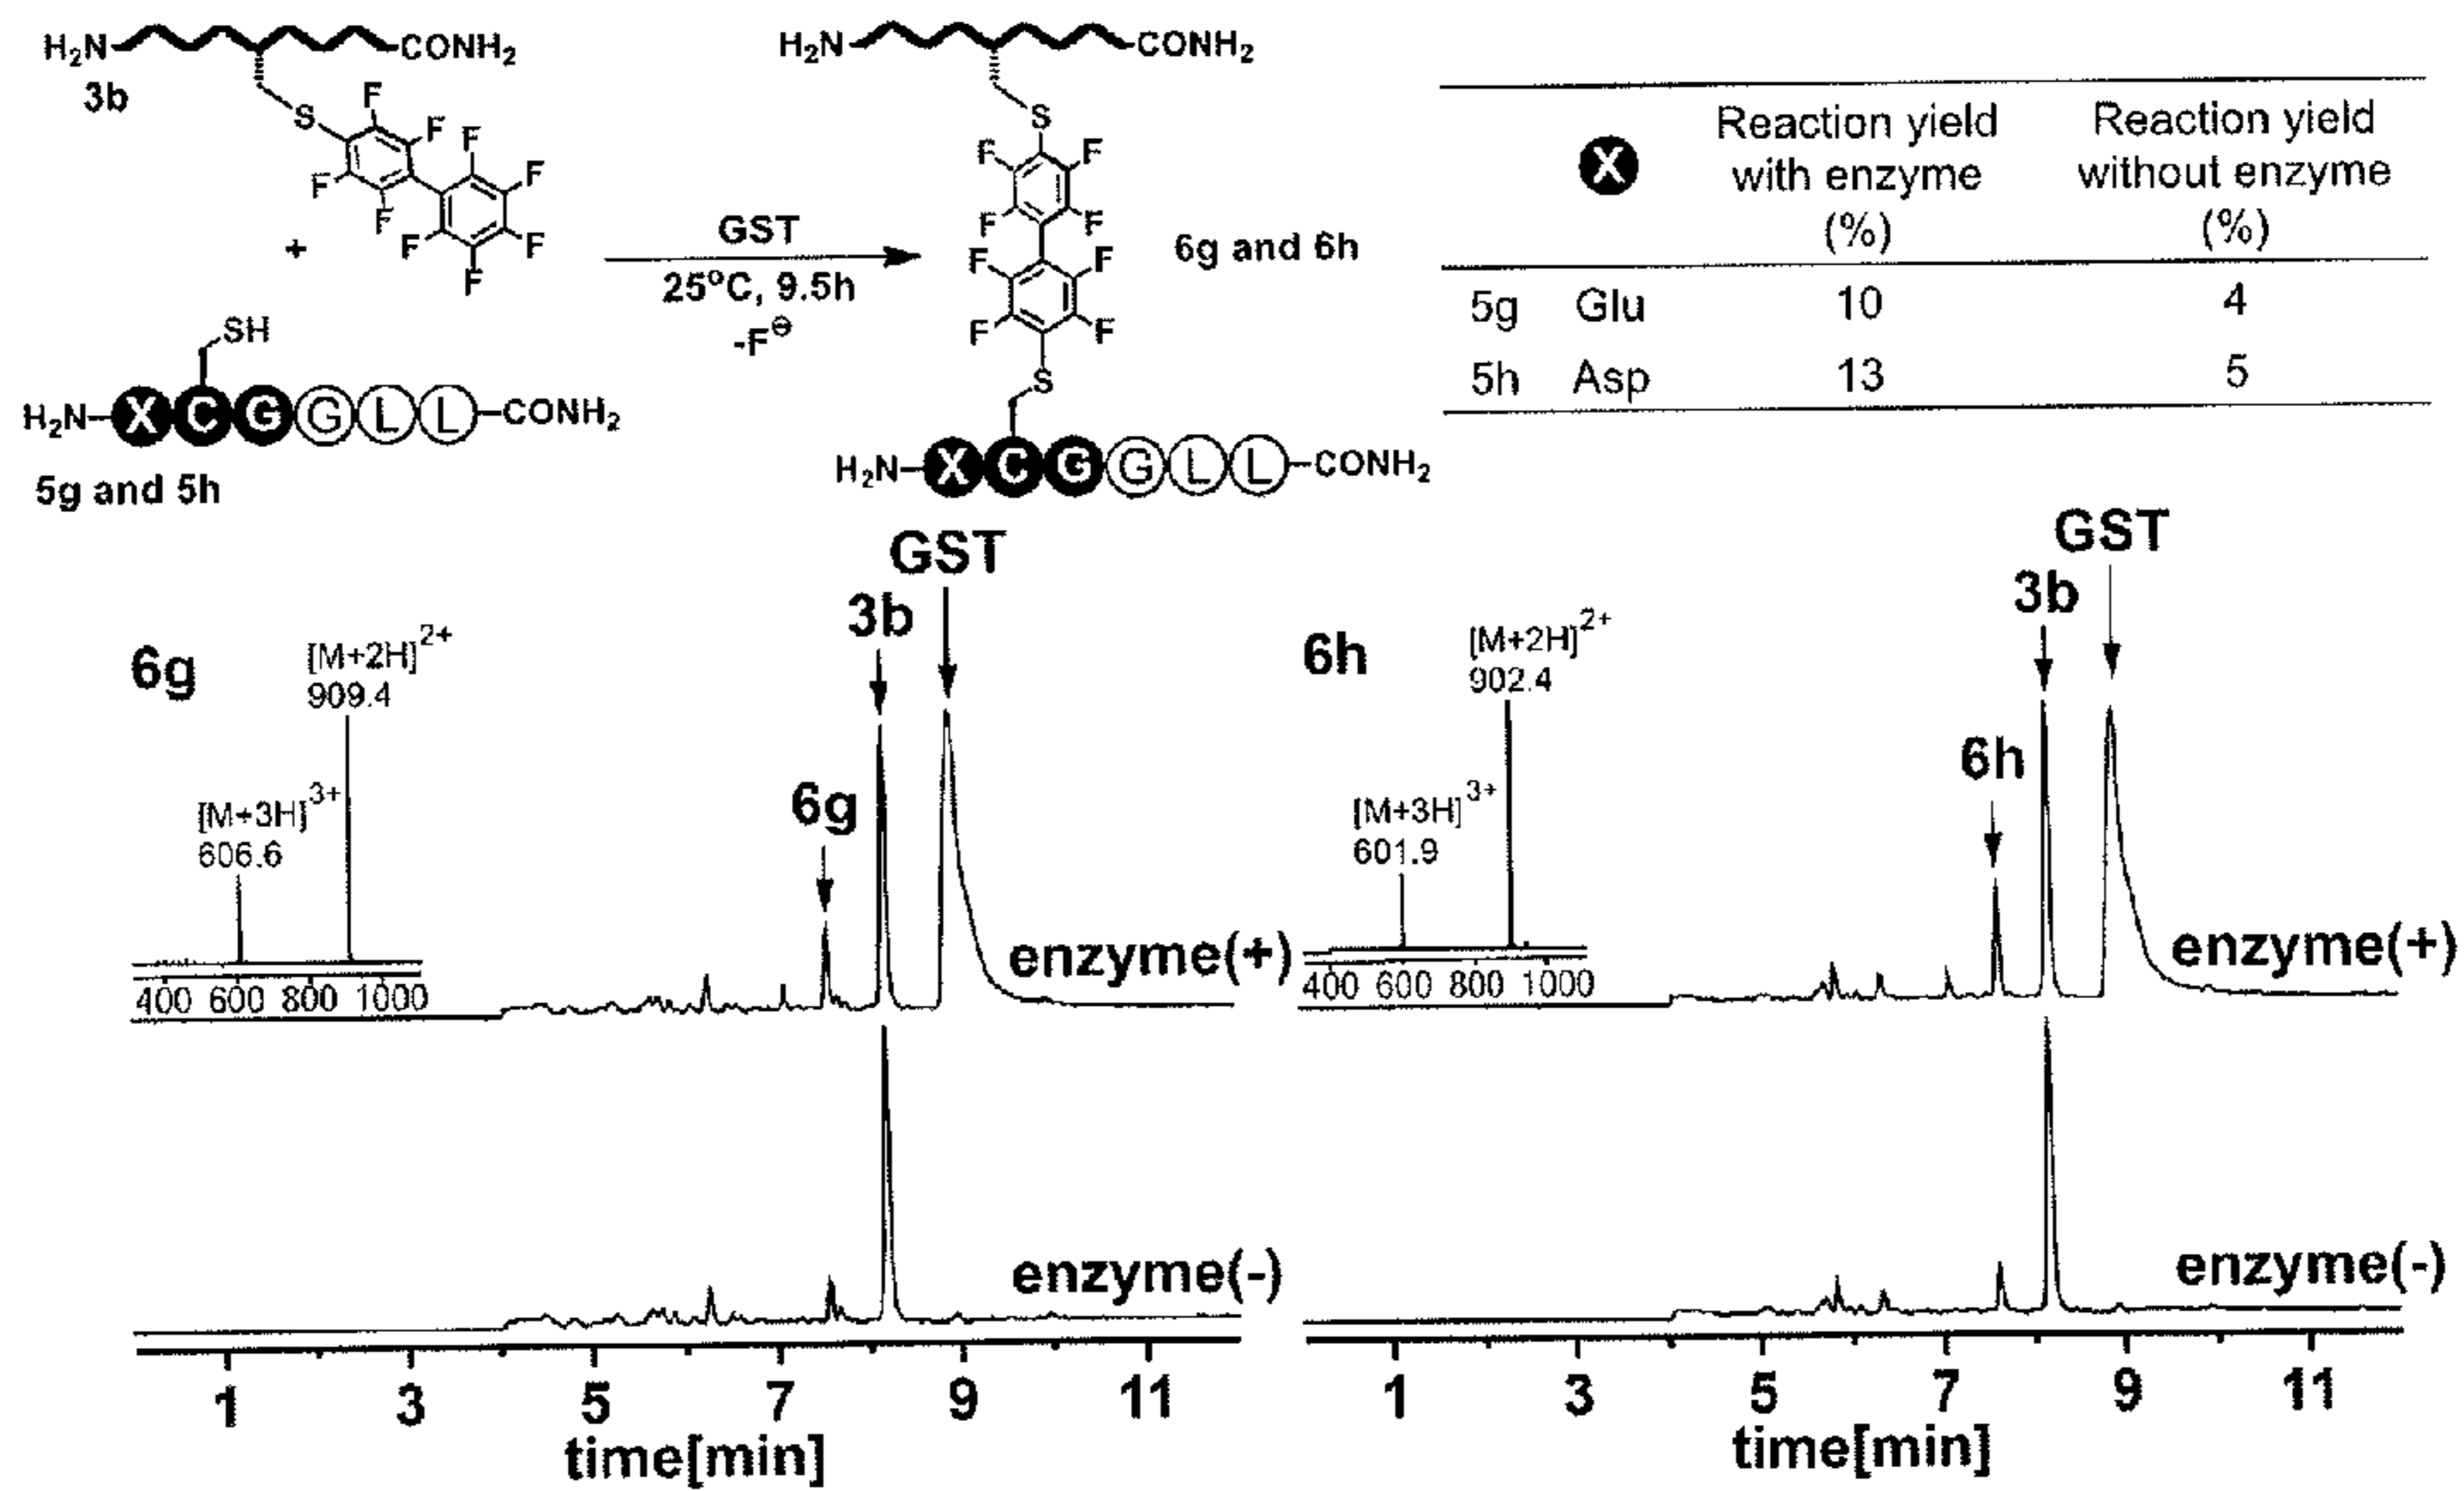 H₂N CONH₂
3b
S F F F F F F F F F
+
SH
H₂N-X C G G L L-CONH₂
5g and 5h
GST
25°C, 9.5h
-F⊖
H₂N CONH₂
S
F F
F F
F F
F F
S
6g and 6h
H₂N-X C G G L L-CONH₂
X Reaction yield with enzyme (%) Reaction yield without enzyme (%)
5g Glu 10 4
5h Asp 13 5
6g
[M+2H]²⁺
909.4
[M+3H]³⁺
606.6
400 600 800 1000
GST
3b
6g
enzyme(+)
enzyme(-)
1 3 5 7 9 11
time[min]
6h
[M+2H]²⁺
902.4
[M+3H]³⁺
601.9
400 600 800 1000
GST
3b
6h
enzyme(+)
enzyme(-)
1 3 5 7 9 11
time[min]